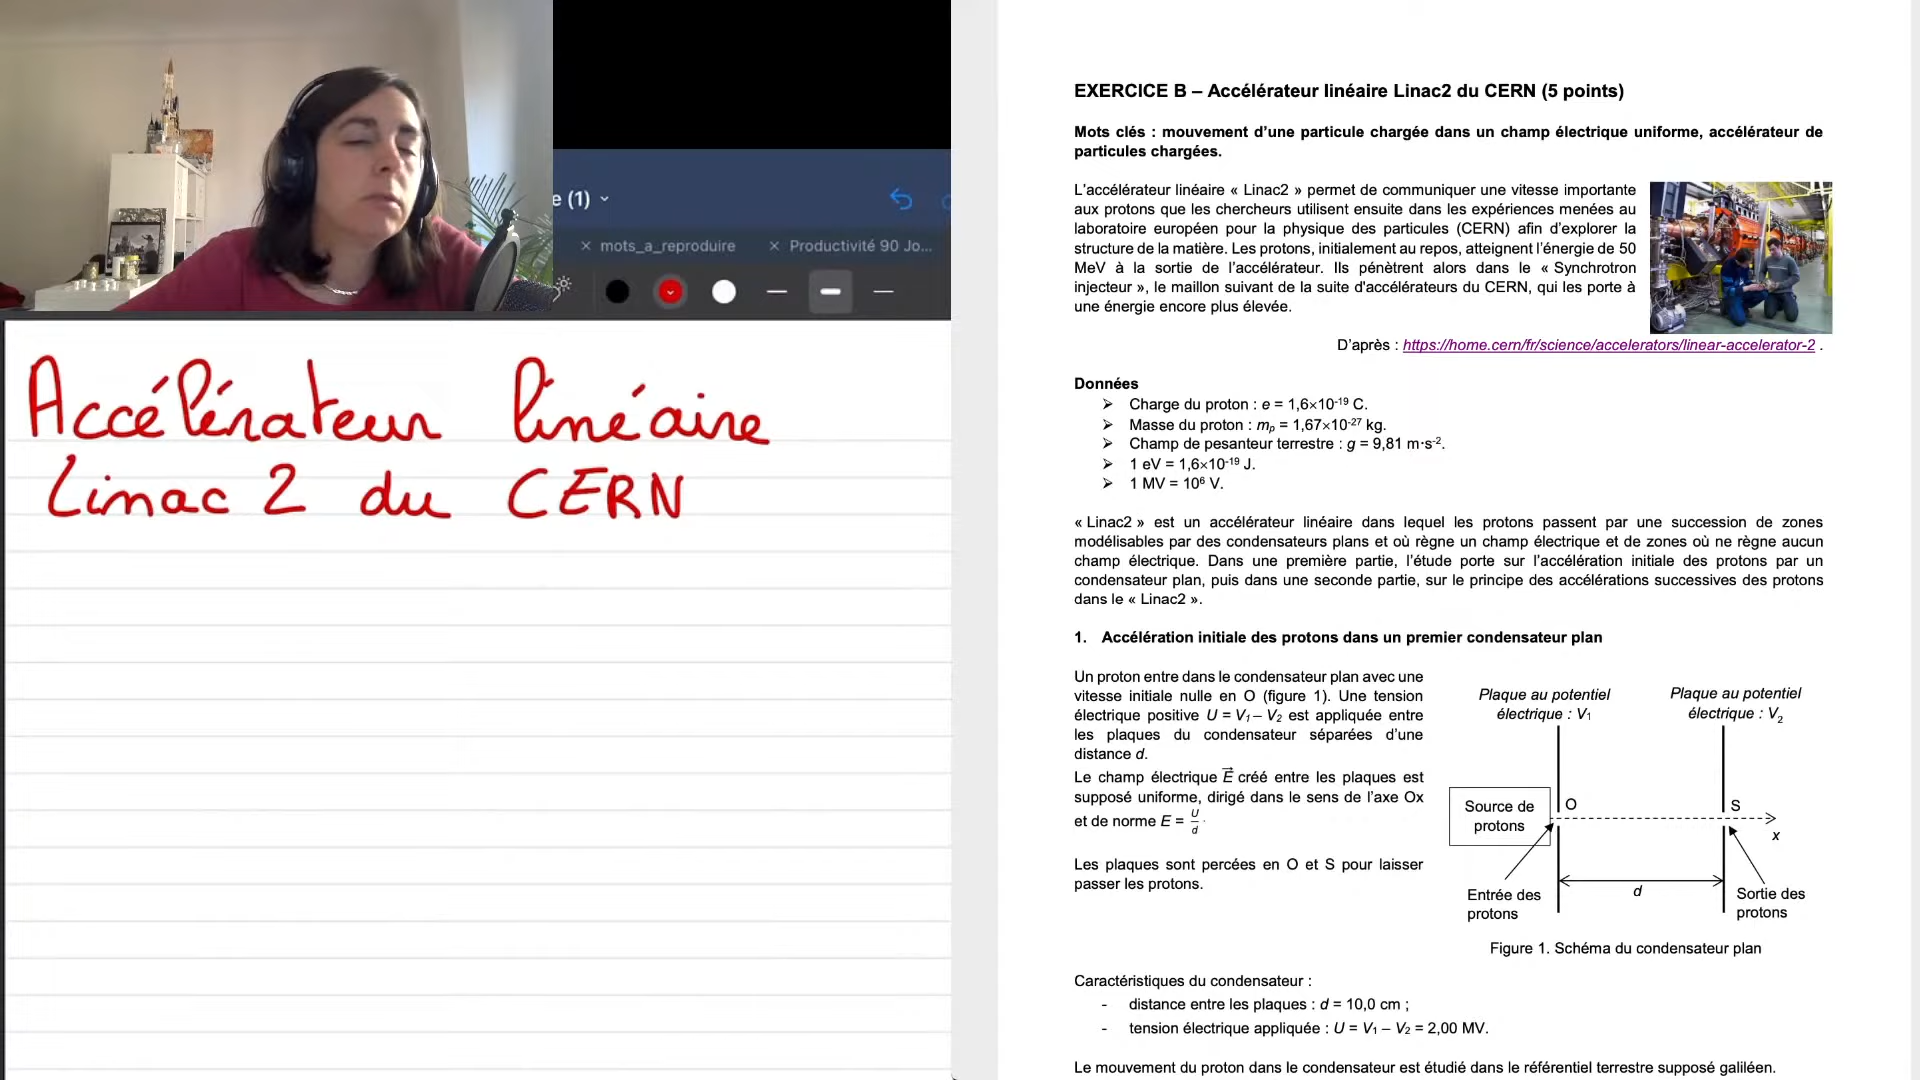 e (1)
mots_a_reproduire
Productivité 90 Jo...
Accélérateur linéaire
Linac 2 du CERN
EXERCICE B – Accélérateur linéaire Linac2 du CERN (5 points)
Mots clés : mouvement d’une particule chargée dans un champ électrique uniforme, accélérateur de
particules chargées.
L’accélérateur linéaire « Linac2 » permet de communiquer une vitesse importante
aux protons que les chercheurs utilisent ensuite dans les expériences menées au
laboratoire européen pour la physique des particules (CERN) afin d’explorer la
structure de la matière. Les protons, initialement au repos, atteignent l’énergie de 50
MeV à la sortie de l’accélérateur. Ils pénètrent alors dans le « Synchrotron
injecteur », le maillon suivant de la suite d'accélérateurs du CERN, qui les porte à
une énergie encore plus élevée.
D’après : https://home.cern/fr/science/accelerators/linear-accelerator-2 .
Données
➢ Charge du proton : e = 1,6×10⁻¹⁹ C.
➢ Masse du proton : mₚ = 1,67×10⁻²⁷ kg.
➢ Champ de pesanteur terrestre : g = 9,81 m·s⁻².
➢ 1 eV = 1,6×10⁻¹⁹ J.
➢ 1 MV = 10⁶ V.
« Linac2 » est un accélérateur linéaire dans lequel les protons passent par une succession de zones
modélisables par des condensateurs plans et où règne un champ électrique et de zones où ne règne aucun
champ électrique. Dans une première partie, l’étude porte sur l’accélération initiale des protons par un
condensateur plan, puis dans une seconde partie, sur le principe des accélérations successives des protons
dans le « Linac2 ».
1. Accélération initiale des protons dans un premier condensateur plan
Un proton entre dans le condensateur plan avec une
vitesse initiale nulle en O (figure 1). Une tension
électrique positive U = V₁ – V₂ est appliquée entre
les plaques du condensateur séparées d’une
distance d.
Le champ électrique E⃗ créé entre les plaques est
supposé uniforme, dirigé dans le sens de l’axe Ox
et de norme E = U/d .
Les plaques sont percées en O et S pour laisser
passer les protons.
Plaque au potentiel
électrique : V₁
Plaque au potentiel
électrique : V₂
Source de
protons
O
S
x
d
Entrée des
protons
Sortie des
protons
Figure 1. Schéma du condensateur plan
Caractéristiques du condensateur :
- distance entre les plaques : d = 10,0 cm ;
- tension électrique appliquée : U = V₁ – V₂ = 2,00 MV.
Le mouvement du proton dans le condensateur est étudié dans le référentiel terrestre supposé galiléen.